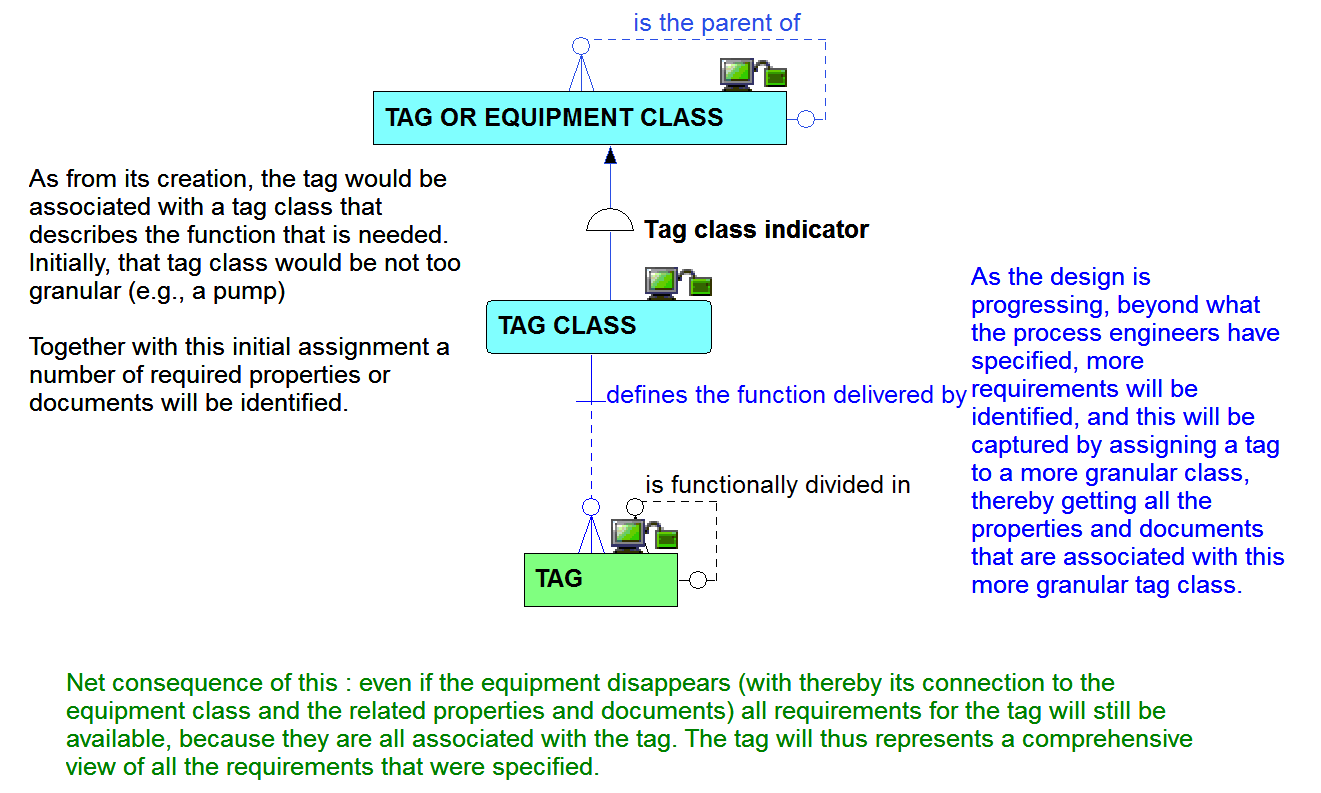 is the parent of
TAG OR EQUIPMENT CLASS
As from its creation, the tag would be
associated with a tag class that
describes the function that is needed.
Initially, that tag class would be not too
granular (e.g., a pump)
Together with this initial assignment a
number of required properties or
documents will be identified.
Tag class indicator
TAG CLASS
defines the function delivered by
As the design is
progressing, beyond what
the process engineers have
specified, more
requirements will be
identified, and this will be
captured by assigning a tag
to a more granular class,
thereby getting all the
properties and documents
that are associated with this
more granular tag class.
is functionally divided in
TAG
Net consequence of this : even if the equipment disappears (with thereby its connection to the
equipment class and the related properties and documents) all requirements for the tag will still be
available, because they are all associated with the tag. The tag will thus represents a comprehensive
view of all the requirements that were specified.